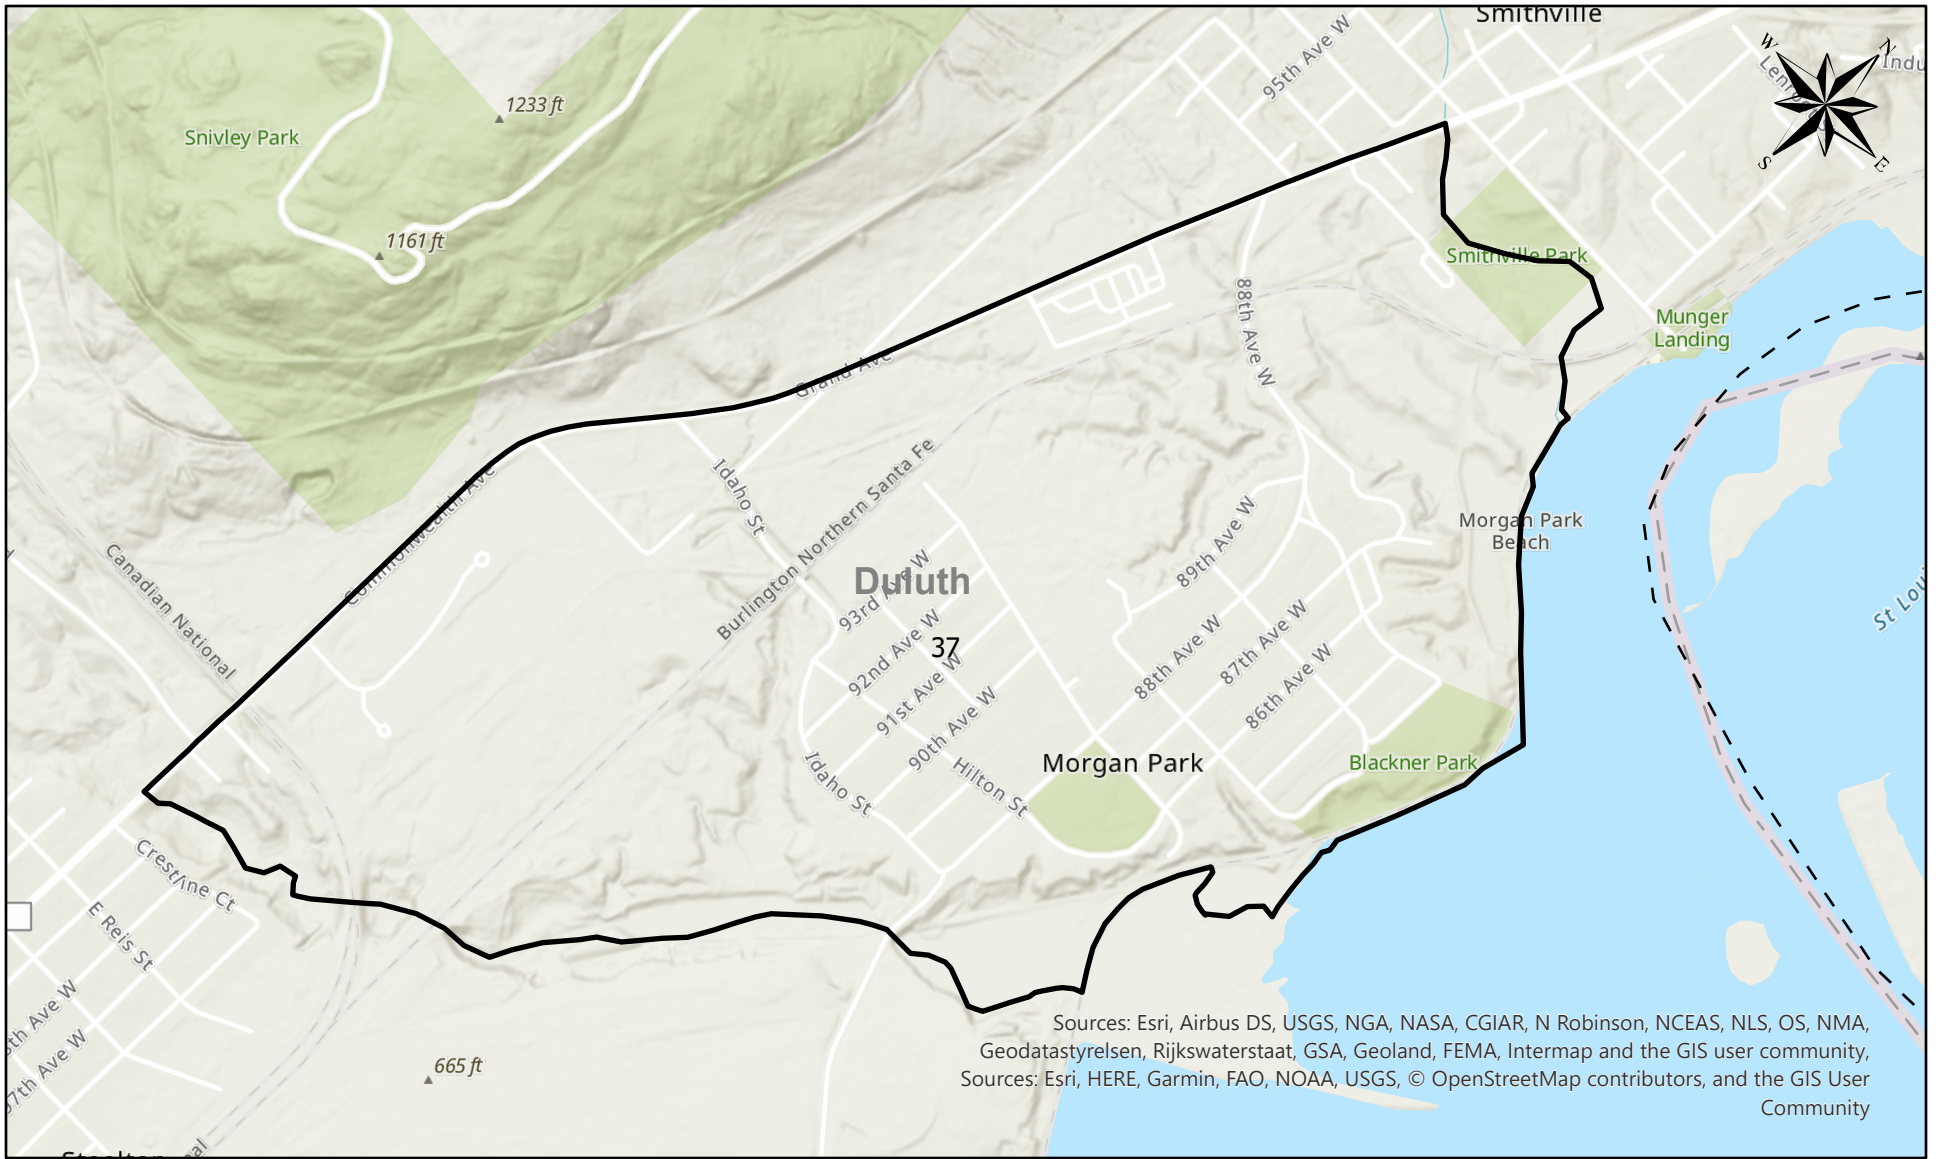 Smithville
W
N
Indu
95th Ave W
1233 ft
Snivley Park
S
E
1161 ft
Smithville Park
88th Ave W
Munger
Landing
Grand Ave
Idaho St
Commonwealth Ave
Burlington Northern Santa Fe
Morgan Park
Beach
Canadian National
89th Ave W
Duluth
93rd Ave W
St Loui
92nd Ave W
37
88th Ave W
87th Ave W
91st Ave W
86th Ave W
90th Ave W
Morgan Park
Blackner Park
Idaho St
Hilton St
Crestline Ct
E Reis St
8th Ave W
97th Ave W
665 ft
Sources: Esri, Airbus DS, USGS, NGA, NASA, CGIAR, N Robinson, NCEAS, NLS, OS, NMA,
Geodatastyrelsen, Rijkswaterstaat, GSA, Geoland, FEMA, Intermap and the GIS user community,
Sources: Esri, HERE, Garmin, FAO, NOAA, USGS, © OpenStreetMap contributors, and the GIS User
Community
nal